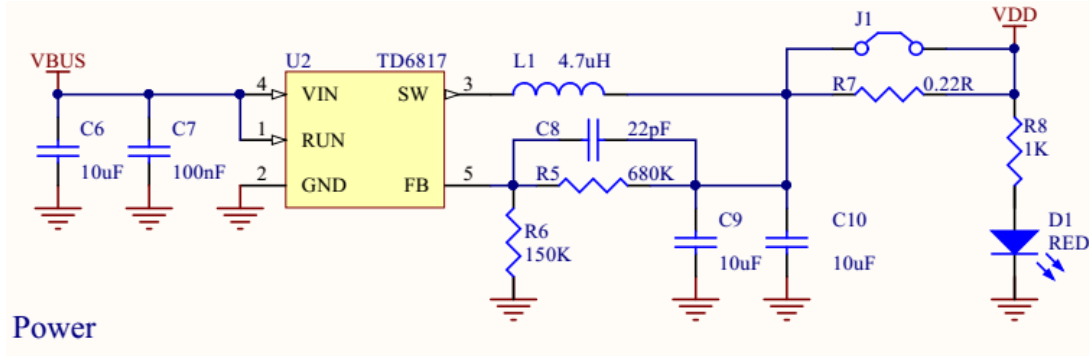 J1
VDD
VBUS
U2
TD6817
L1
4.7uH
4
VIN
SW
3
R7
0.22R
C6
10uF
C7
100nF
1
RUN
C8
22pF
R8
1K
2
GND
FB
5
R5
680K
R6
150K
C9
10uF
C10
10uF
D1
RED
Power